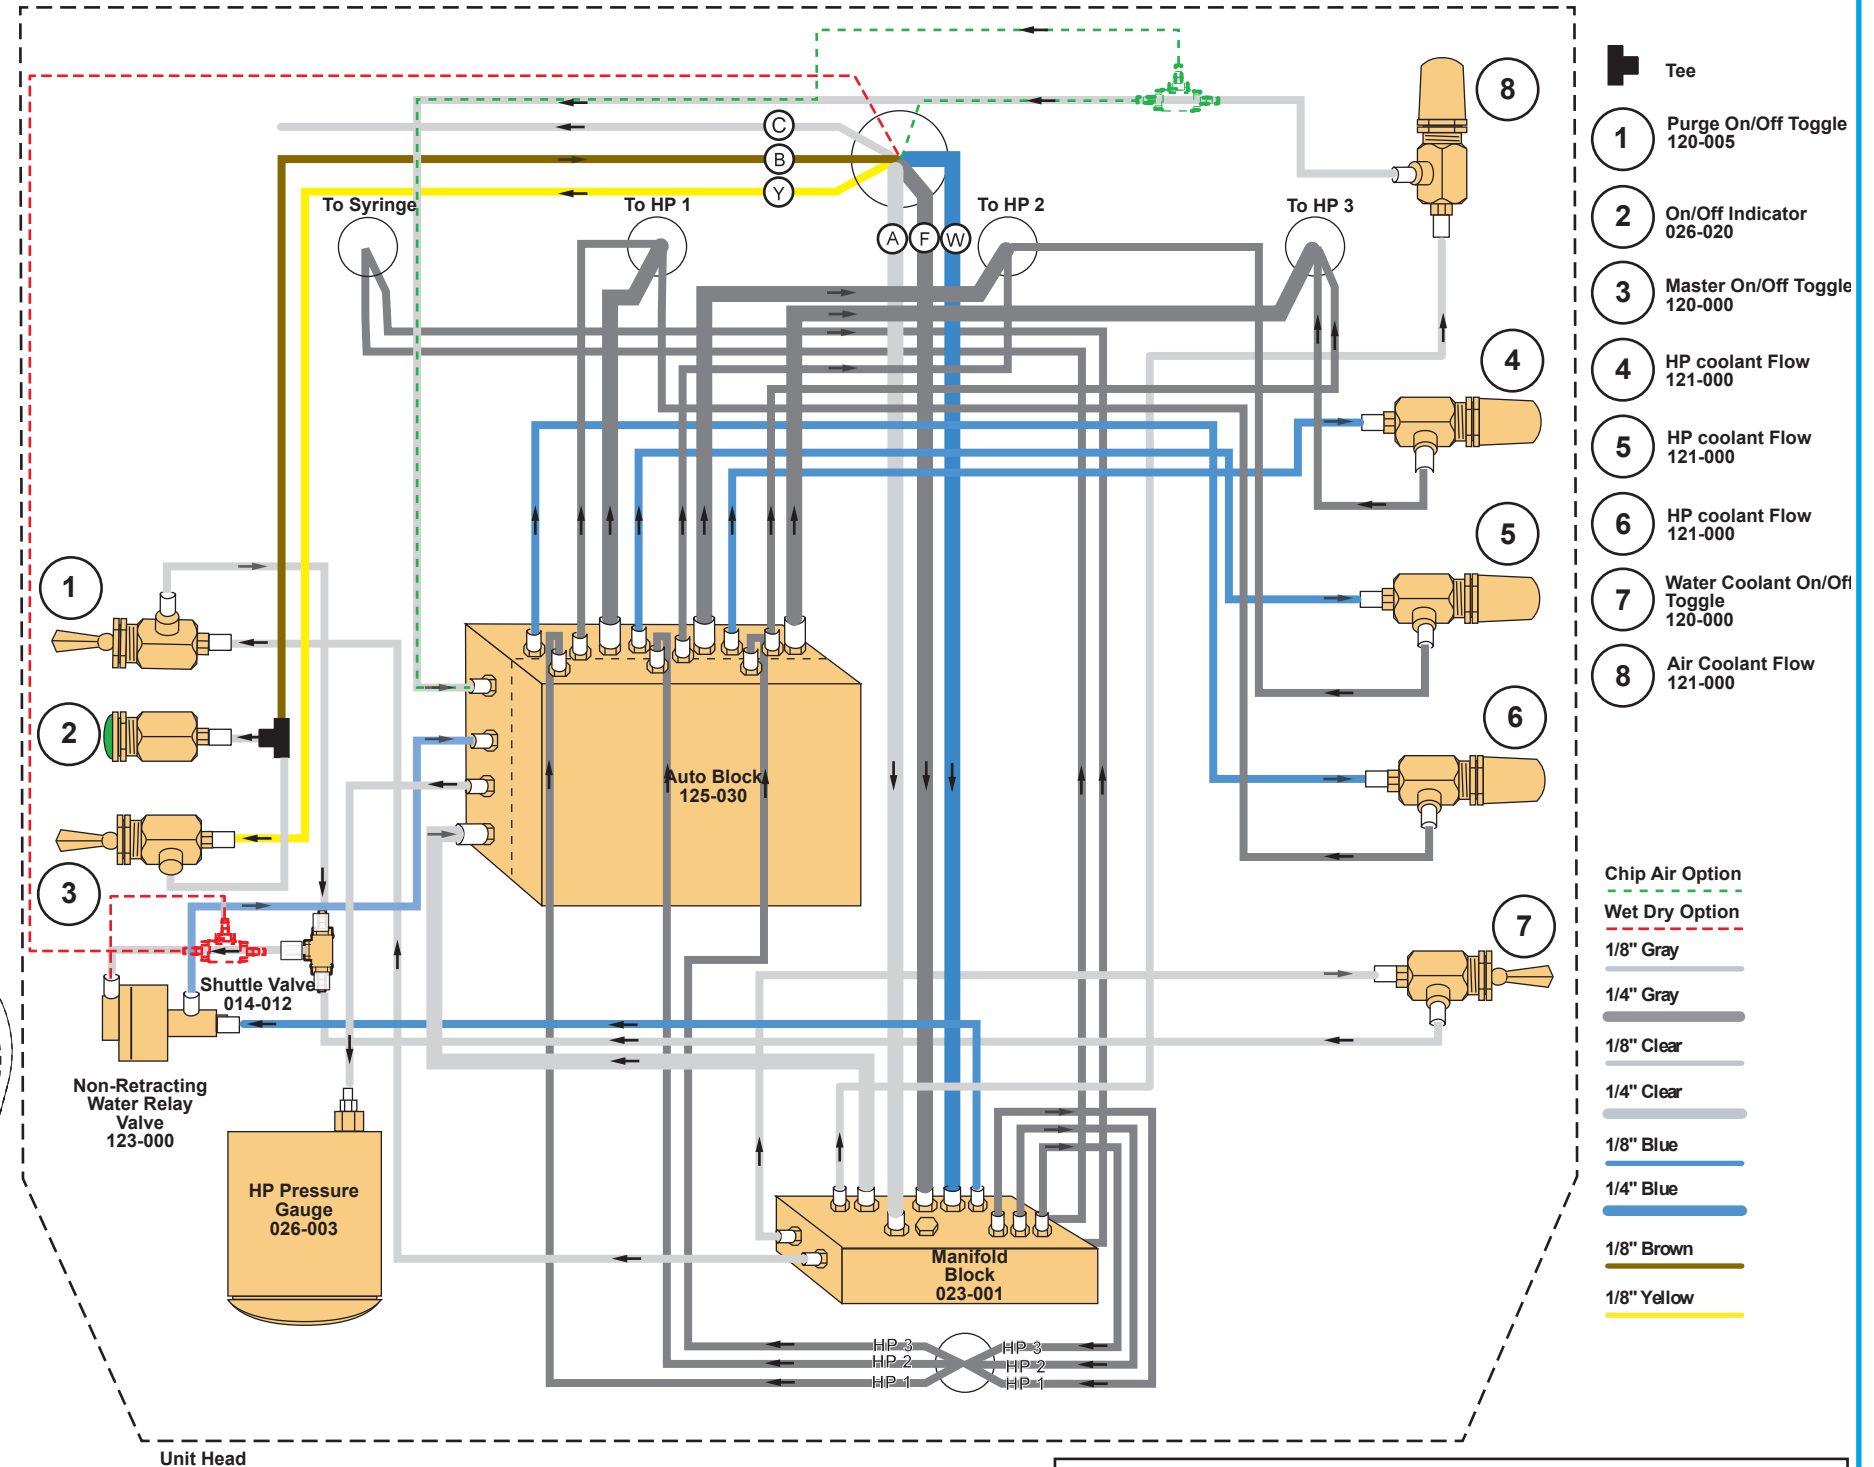 8
Tee
C
1
Purge On/Off Toggle
120-005
B
Y
To Syringe
To HP 1
To HP 2
To HP 3
2
On/Off Indicator
026-020
A
F
W
3
Master On/Off Toggle
120-000
4
4
HP coolant Flow
121-000
5
HP coolant Flow
121-000
5
6
HP coolant Flow
121-000
1
7
Water Coolant On/Off
Toggle
120-000
8
Air Coolant Flow
121-000
2
6
Auto Block
125-030
3
7
Chip Air Option
Wet Dry Option
1/8" Gray
Shuttle Valve
014-012
1/4" Gray
1/8" Clear
1/4" Clear
Non-Retracting
Water Relay
Valve
123-000
1/8" Blue
1/4" Blue
HP Pressure
Gauge
026-003
1/8" Brown
Manifold
Block
023-001
1/8" Yellow
HP 3
HP 3
HP 2
HP 2
HP 1
HP 1
Unit Head